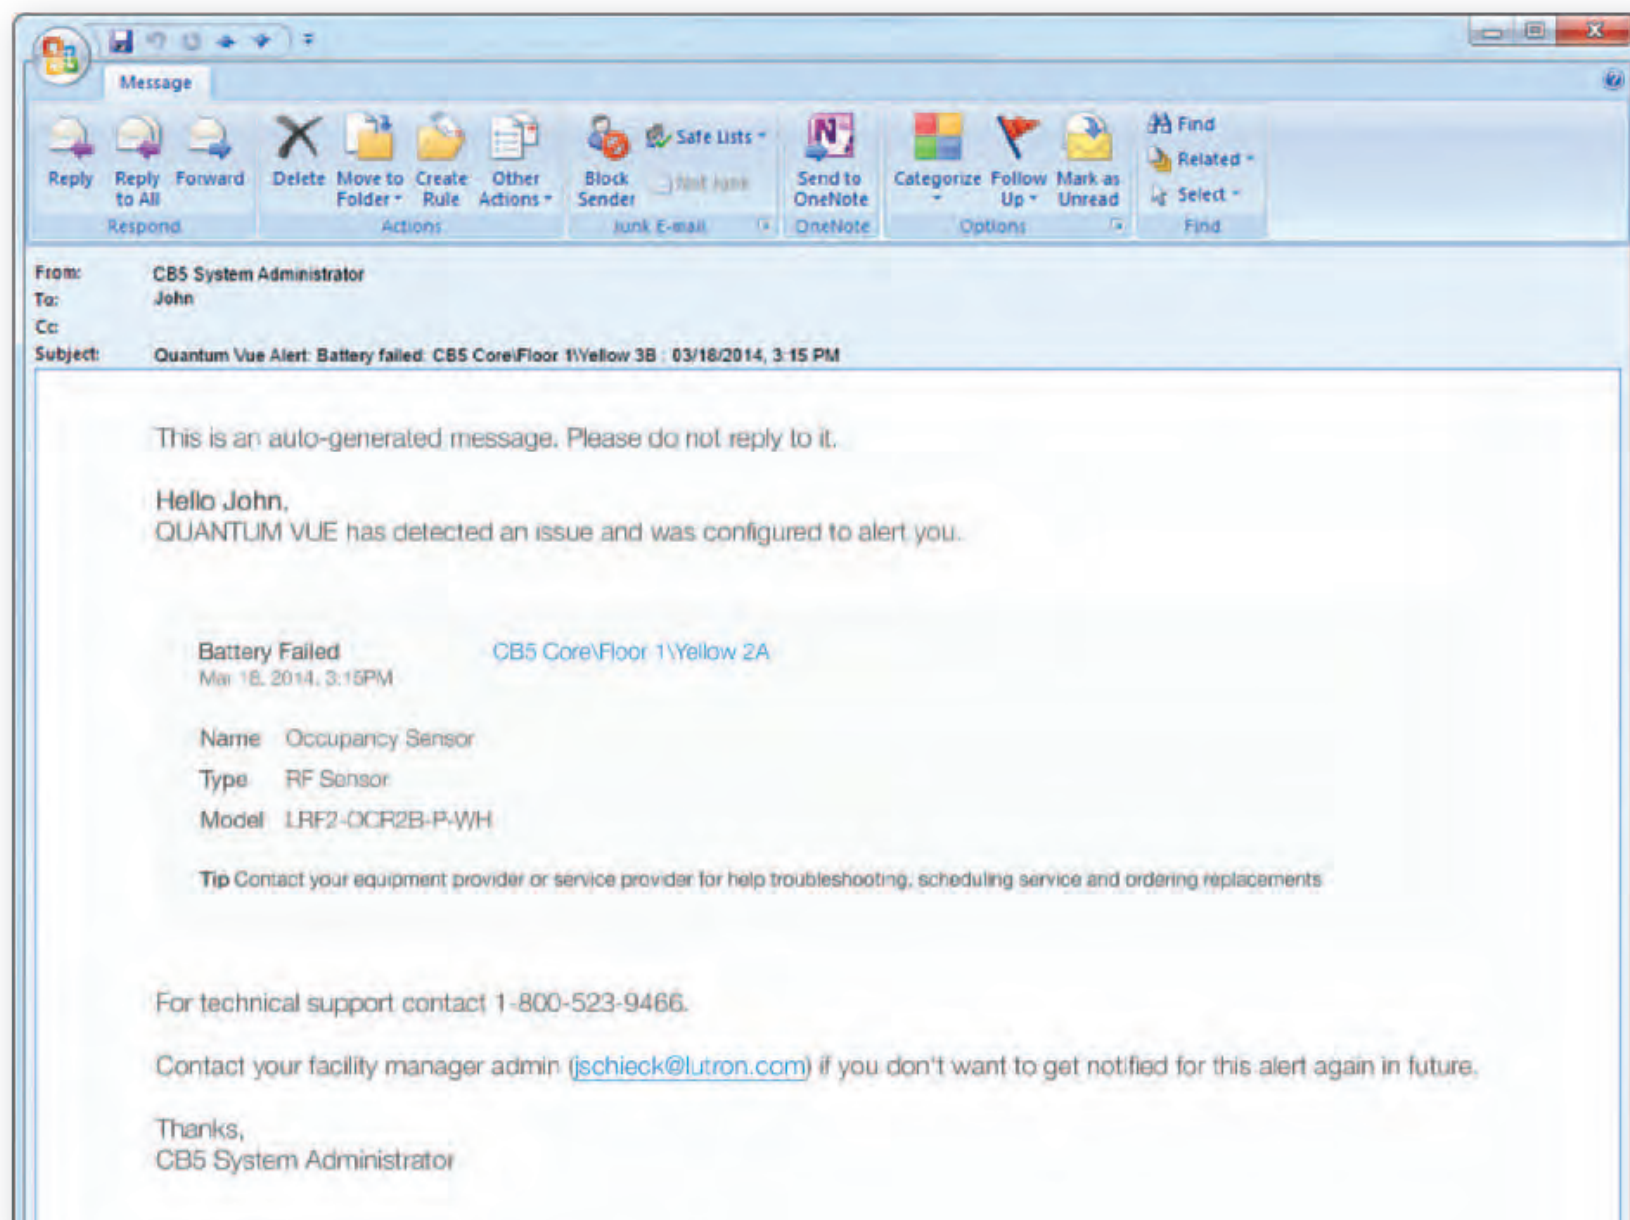 Message
Reply
Reply to All
Forward
Respond
Delete
Move to Folder
Create Rule
Other Actions
Actions
Block Sender
Safe Lists
Not Junk
Junk E-mail
Send to OneNote
OneNote
Categorize
Follow Up
Mark as Unread
Options
Find
Related
Select
Find
From: CB5 System Administrator
To: John
Cc:
Subject: Quantum Vue Alert: Battery failed: CB5 Core\Floor 1\Yellow 3B : 03/18/2014, 3:15 PM
This is an auto-generated message. Please do not reply to it.
Hello John,
QUANTUM VUE has detected an issue and was configured to alert you.
Battery Failed CB5 Core\Floor 1\Yellow 2A
Mar 18, 2014, 3:15PM
Name Occupancy Sensor
Type RF Sensor
Model LRF2-OCR2B-P-WH
Tip Contact your equipment provider or service provider for help troubleshooting, scheduling service and ordering replacements
For technical support contact 1-800-523-9466.
Contact your facility manager admin (jschieck@lutron.com) if you don't want to get notified for this alert again in future.
Thanks,
CB5 System Administrator